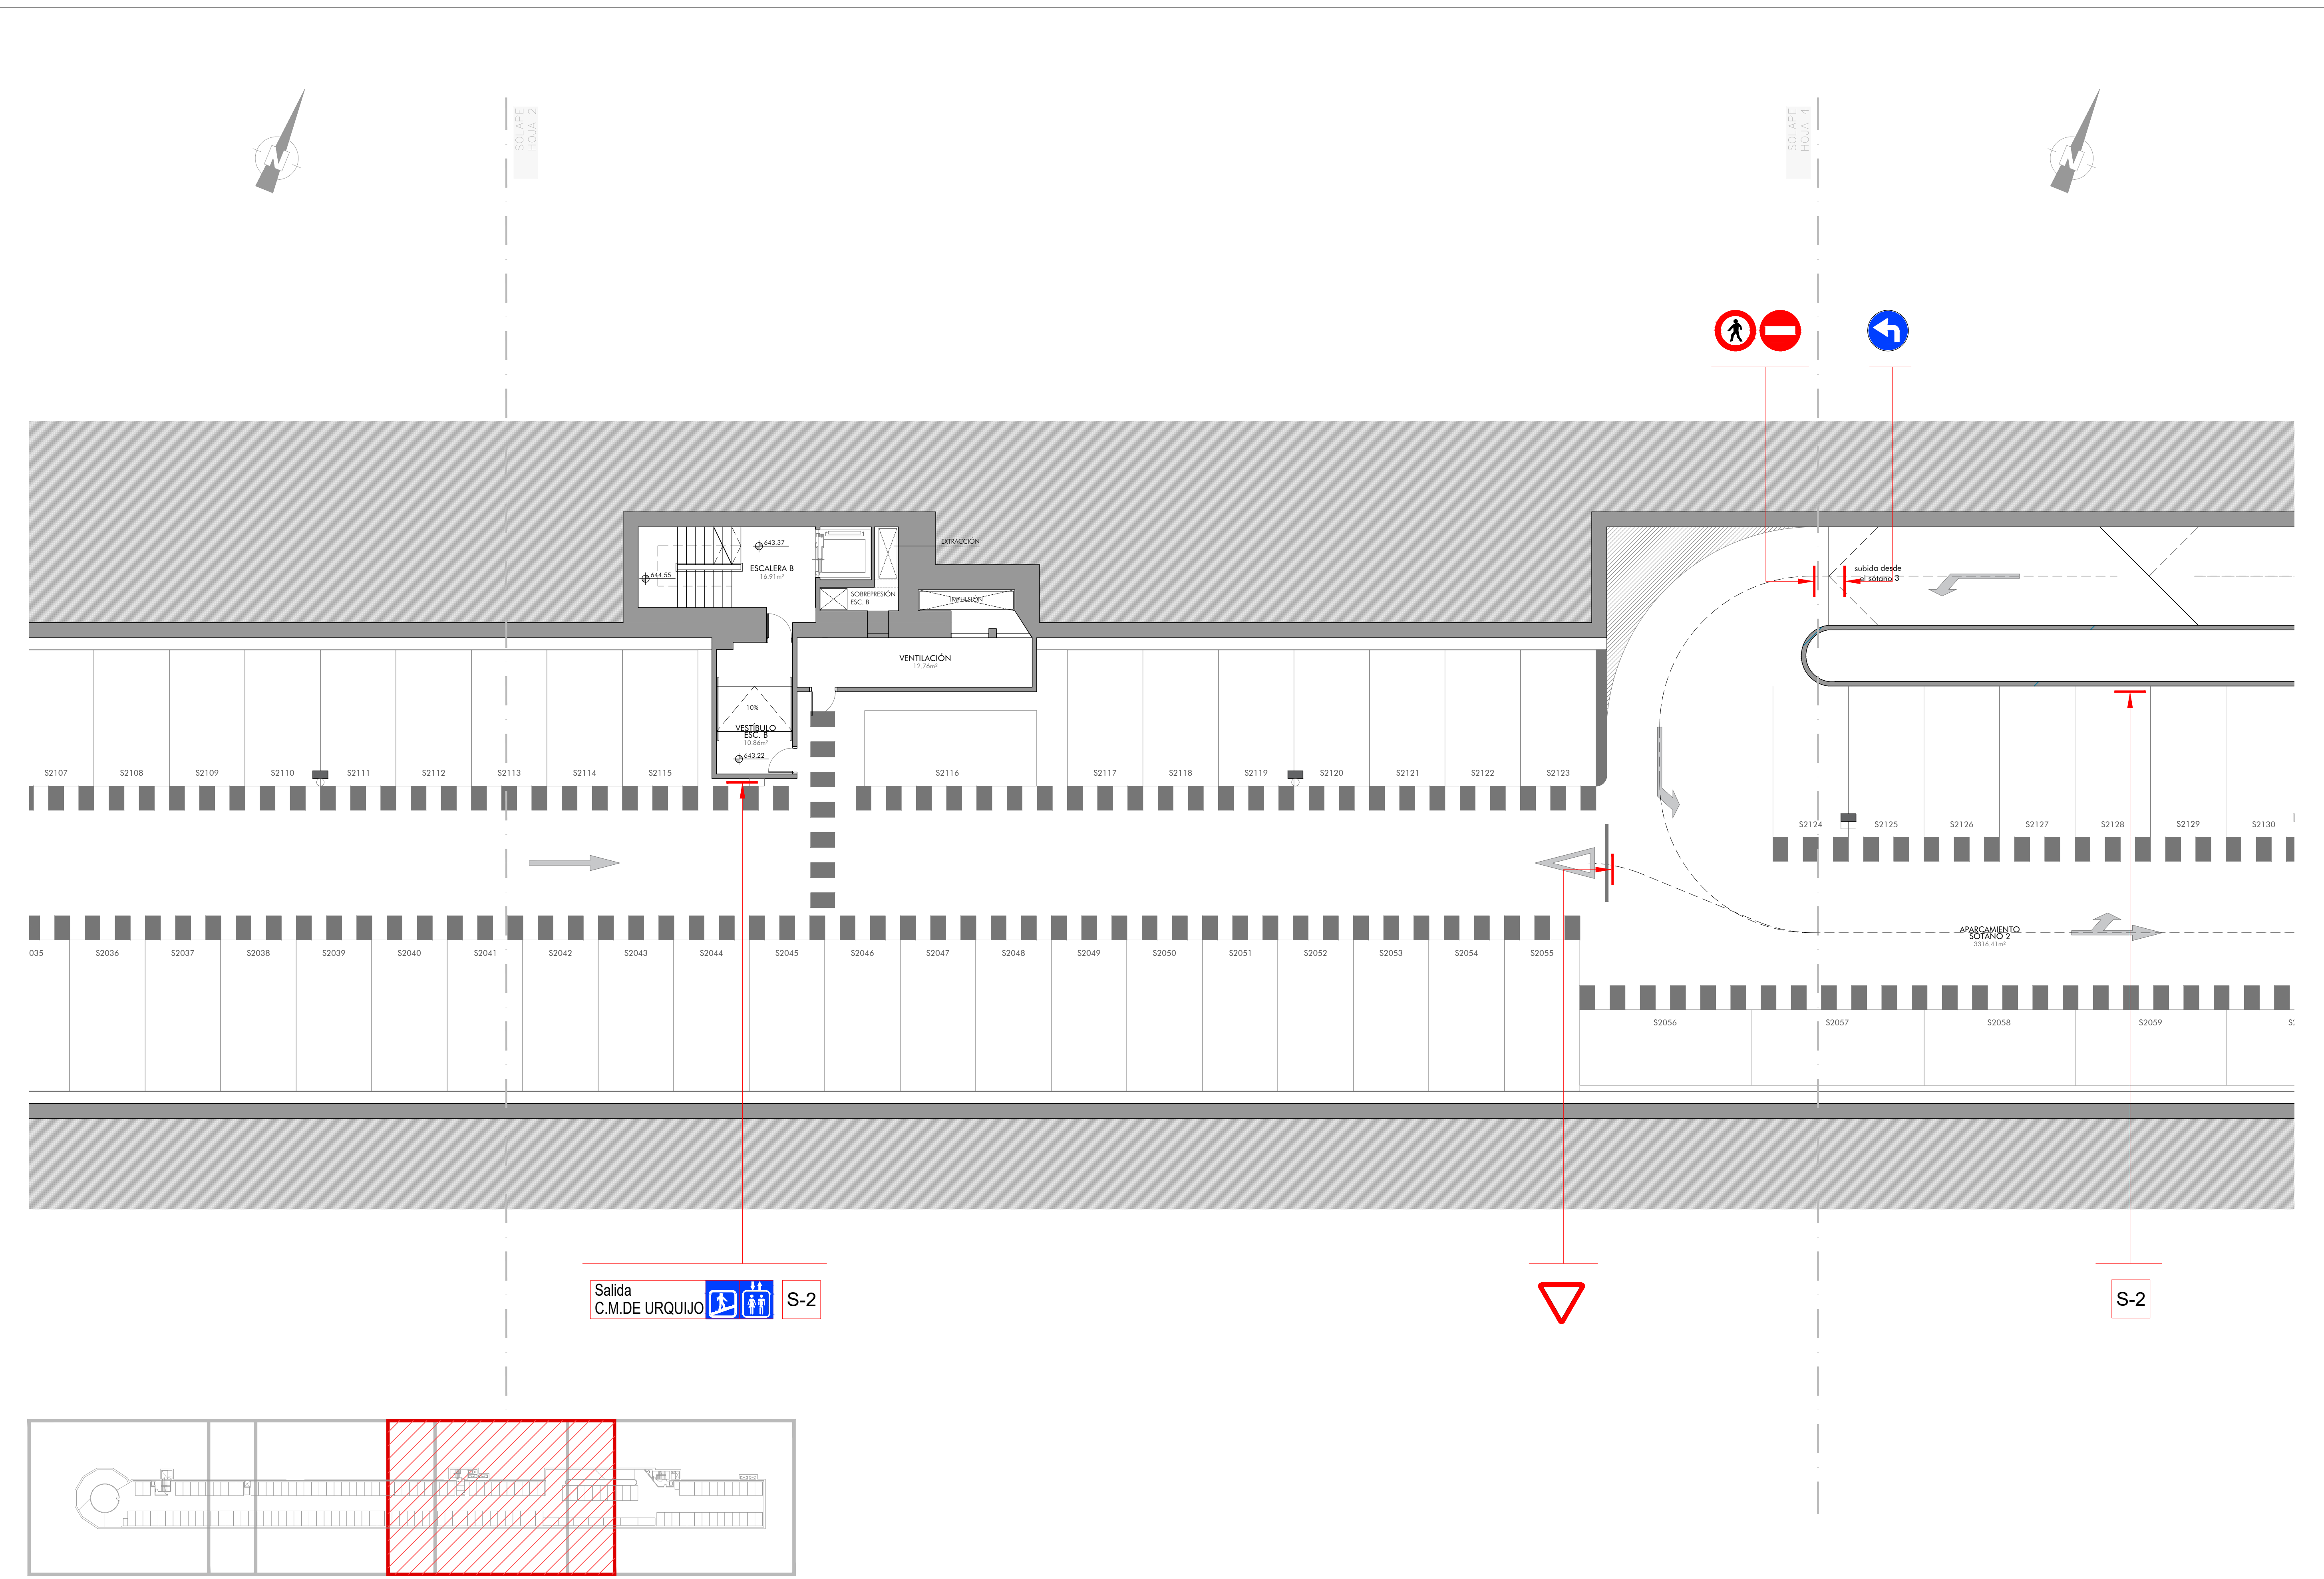 SOLAPE
HOJA 2
SOLAPE
HOJA 4
N
N
643.37
EXTRACCIÓN
ESCALERA B
16.91m²
644.55
SOBREPRESIÓN
ESC. B
IMPULSIÓN
subida desde
el sótano 3
VENTILACIÓN
12.76m²
10%
VESTÍBULO
ESC. B
10.86m²
643.22
S2107
S2108
S2109
S2110
S2111
S2112
S2113
S2114
S2115
S2116
S2117
S2118
S2119
S2120
S2121
S2122
S2123
S2124
S2125
S2126
S2127
S2128
S2129
S2130
APARCAMIENTO
SÓTANO 2
3316.41m²
035
S2036
S2037
S2038
S2039
S2040
S2041
S2042
S2043
S2044
S2045
S2046
S2047
S2048
S2049
S2050
S2051
S2052
S2053
S2054
S2055
S2056
S2057
S2058
S2059
Salida
C.M.DE URQUIJO
S-2
S-2